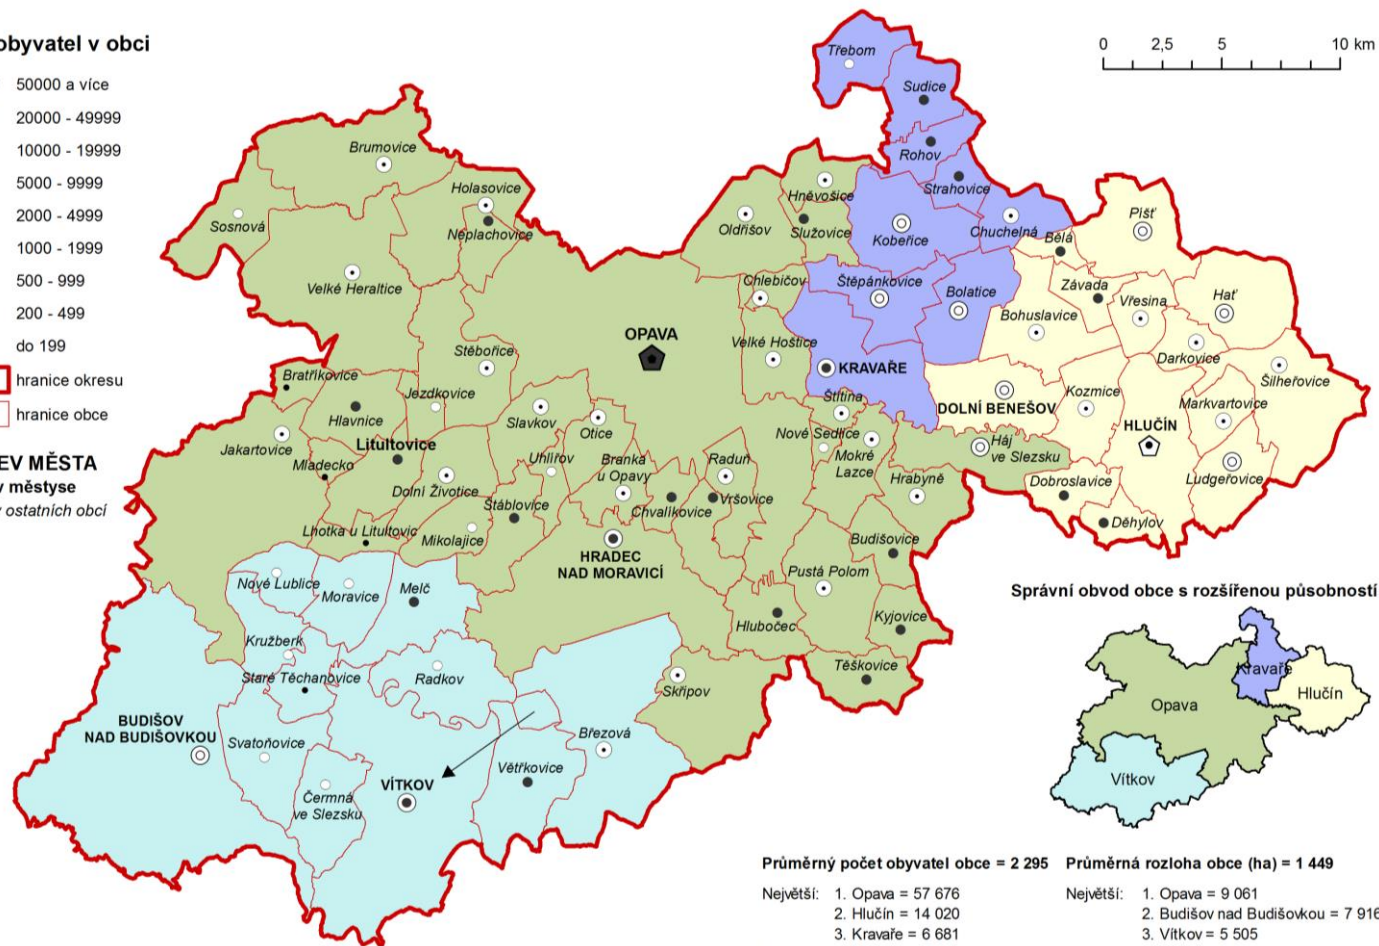 obyvatel v obci
50000 a více
20000 - 49999
10000 - 19999
5000 - 9999
2000 - 4999
1000 - 1999
500 - 999
200 - 499
do 199
hranice okresu
hranice obce
EV MĚSTA
v městyse
v ostatních obcí
0 2,5 5 10 km
Třebom
Sudice
Rohov
Strahovice
Chuchelná
Kobeřice
Štěpánkovice
Bolatice
KRAVAŘE
Brumovice
Sosnová
Holasovice
Neplachovice
Velké Heraltice
Hněvošice
Oldřišov
Služovice
Chlebičov
Velké Hoštice
OPAVA
Stěbořice
Bratříkovice
Jezdkovice
Hlavnice
Litultovice
Jakartovice
Mladecko
Dolní Životice
Lhotka u Litultovic
Mikolajice
Slavkov
Otice
Uhlířov
Štáblovice
Branka
u Opavy
Chvalíkovice
Raduň
Vršovice
HRADEC
NAD MORAVICÍ
Štítina
Nové Sedlice
Mokré
Lazce
Háj
ve Slezsku
Hrabyně
Budišovice
Pustá Polom
Hlubočec
Kyjovice
Těškovice
Skřipov
Bělá
Píšť
Závada
Vřesina
Hať
Bohuslavice
Darkovice
Šilheřovice
DOLNÍ BENEŠOV
Kozmice
Markvartovice
HLUČÍN
Ludgeřovice
Dobroslavice
Děhylov
Nové Lublice
Moravice
Melč
Kružberk
Staré Těchanovice
Radkov
BUDIŠOV
NAD BUDIŠOVKOU
Svatoňovice
Čermná
ve Slezsku
VÍTKOV
Větřkovice
Březová
Správní obvod obce s rozšířenou působností
Kravaře
Hlučín
Opava
Vítkov
Průměrný počet obyvatel obce = 2 295
Největší: 1. Opava = 57 676
2. Hlučín = 14 020
3. Kravaře = 6 681
Průměrná rozloha obce (ha) = 1 449
Největší: 1. Opava = 9 061
2. Budišov nad Budišovkou = 7 916
3. Vítkov = 5 505